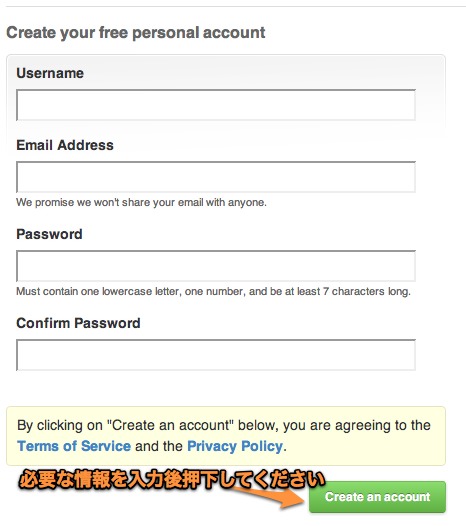 Create your free personal account
Username
Email Address
We promise we won't share your email with anyone.
Password
Must contain one lowercase letter, one number, and be at least 7 characters long.
Confirm Password
By clicking on "Create an account" below, you are agreeing to the
Terms of Service and the Privacy Policy.
必要な情報を入力後押下してください
Create an account